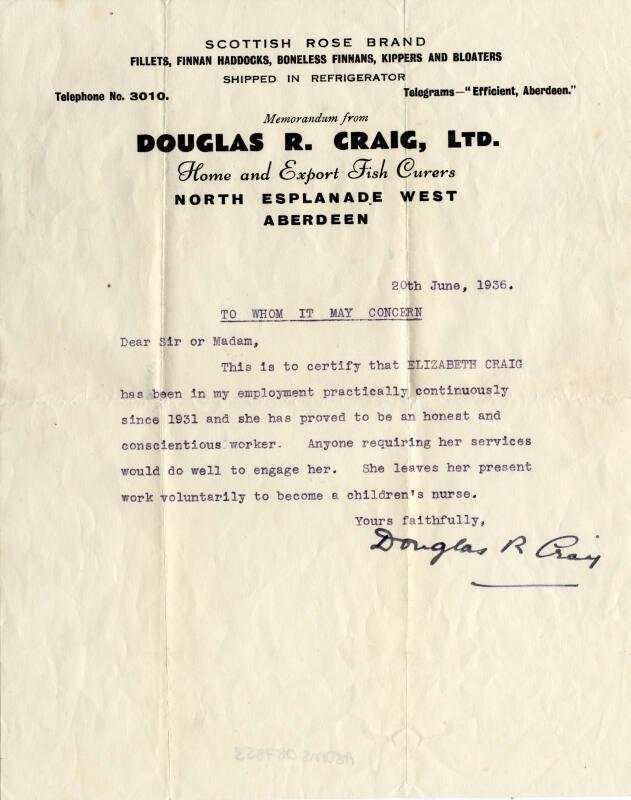 SCOTTISH ROSE BRAND
FILLETS, FINNAN HADDOCKS, BONELESS FINNANS, KIPPERS AND BLOATERS
SHIPPED IN REFRIGERATOR
Telephone No. 3010.
Telegrams—"Efficient, Aberdeen."
Memorandum from
DOUGLAS R. CRAIG, LTD.
Home and Export Fish Curers
NORTH ESPLANADE WEST
ABERDEEN
20th June, 1936.
TO WHOM IT MAY CONCERN
Dear Sir or Madam,
This is to certify that ELIZABETH CRAIG
has been in my employment practically continuously
since 1931 and she has proved to be an honest and
conscientious worker. Anyone requiring her services
would do well to engage her. She leaves her present
work voluntarily to become a children's nurse.
Yours faithfully,
Douglas R Craig